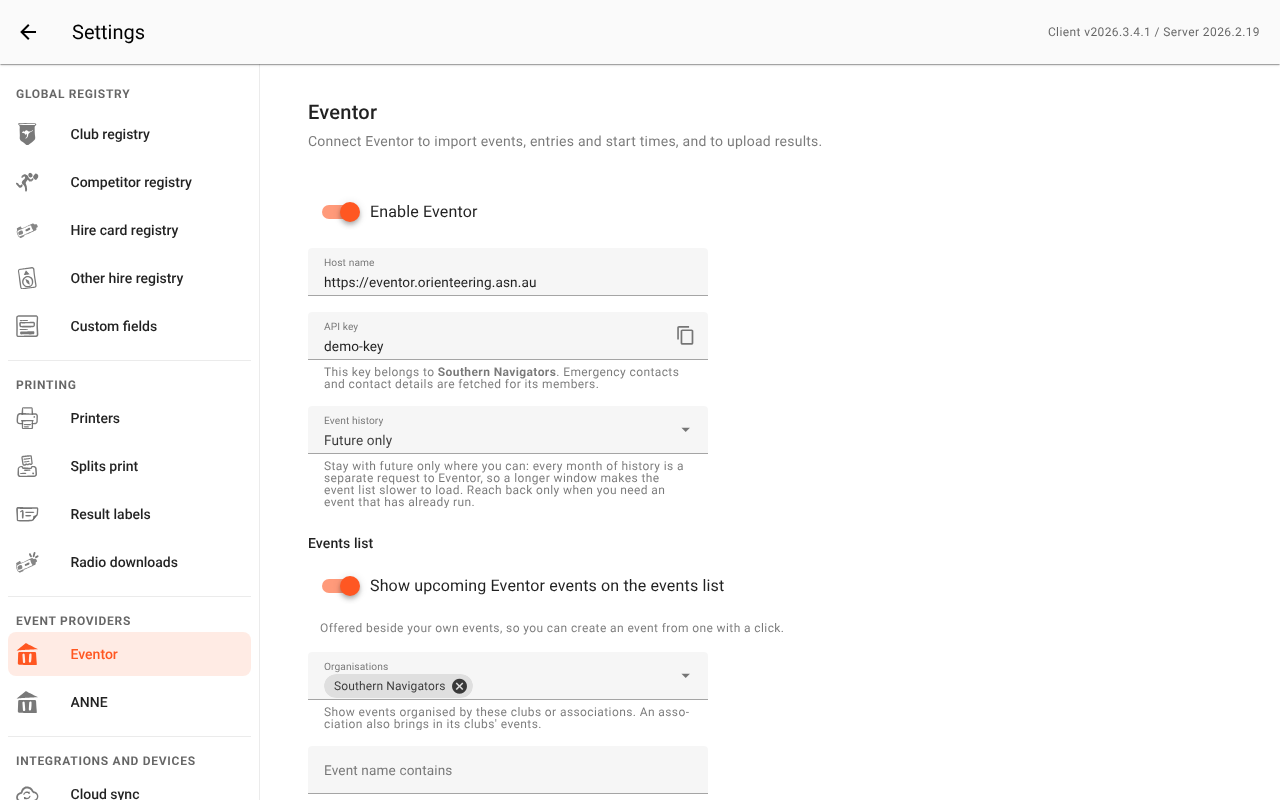 Settings
Client v2026.3.4.1 / Server 2026.2.19
GLOBAL REGISTRY
Club registry
Competitor registry
Hire card registry
Other hire registry
Custom fields
PRINTING
Printers
Splits print
Result labels
Radio downloads
EVENT PROVIDERS
Eventor
ANNE
INTEGRATIONS AND DEVICES
Cloud sync
Eventor
Connect Eventor to import events, entries and start times, and to upload results.
Enable Eventor
Host name
https://eventor.orienteering.asn.au
API key
demo-key
This key belongs to Southern Navigators. Emergency contacts
and contact details are fetched for its members.
Event history
Future only
Stay with future only where you can: every month of history is a
separate request to Eventor, so a longer window makes the
event list slower to load. Reach back only when you need an
event that has already run.
Events list
Show upcoming Eventor events on the events list
Offered beside your own events, so you can create an event from one with a click.
Organisations
Southern Navigators
Show events organised by these clubs or associations. An asso-
ciation also brings in its clubs' events.
Event name contains